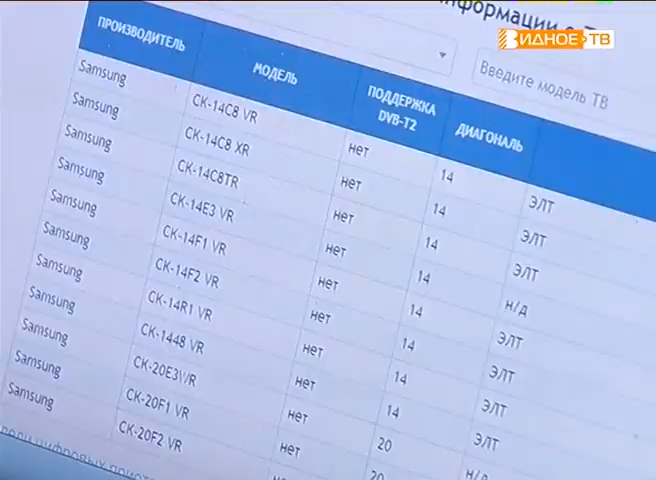 информации о
ВИДНОЕ ТВ
Введите модель ТВ
ПРОИЗВОДИТЕЛЬ МОДЕЛЬ ПОДДЕРЖКА DVB-T2 ДИАГОНАЛЬ
Samsung CK-14C8 VR нет 14 ЭЛТ
Samsung CK-14C8 XR нет 14 ЭЛТ
Samsung CK-14C8TR нет 14 ЭЛТ
Samsung CK-14E3 VR нет 14 н/д
Samsung CK-14F1 VR нет 14 ЭЛТ
Samsung CK-14F2 VR нет 14 ЭЛТ
Samsung CK-14R1 VR нет 14 ЭЛТ
Samsung CK-1448 VR нет 14 ЭЛТ
Samsung CK-20E3VR нет 20 н/д
Samsung CK-20F1 VR нет 20
Samsung CK-20F2 VR нет
цифровых